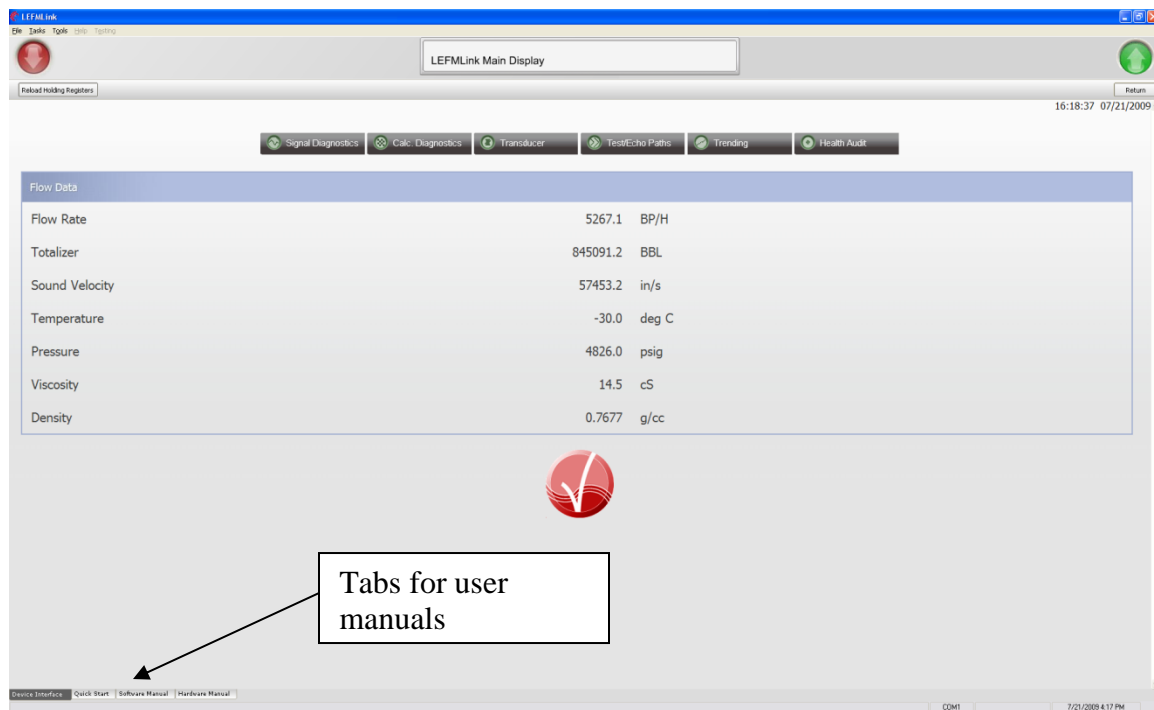 LEFMLink
File Tasks Tools Help Testing
LEFMLink Main Display
Reload Holding Registers
Return
16:18:37 07/21/2009
Signal Diagnostics Calc. Diagnostics Transducer Test/Echo Paths Trending Health Audit
Flow Data
Flow Rate 5267.1 BP/H
Totalizer 845091.2 BBL
Sound Velocity 57453.2 in/s
Temperature -30.0 deg C
Pressure 4826.0 psig
Viscosity 14.5 cS
Density 0.7677 g/cc
Tabs for user
manuals
Device Interface Quick Start Software Manual Hardware Manual
COM1 7/21/2009 4:17 PM